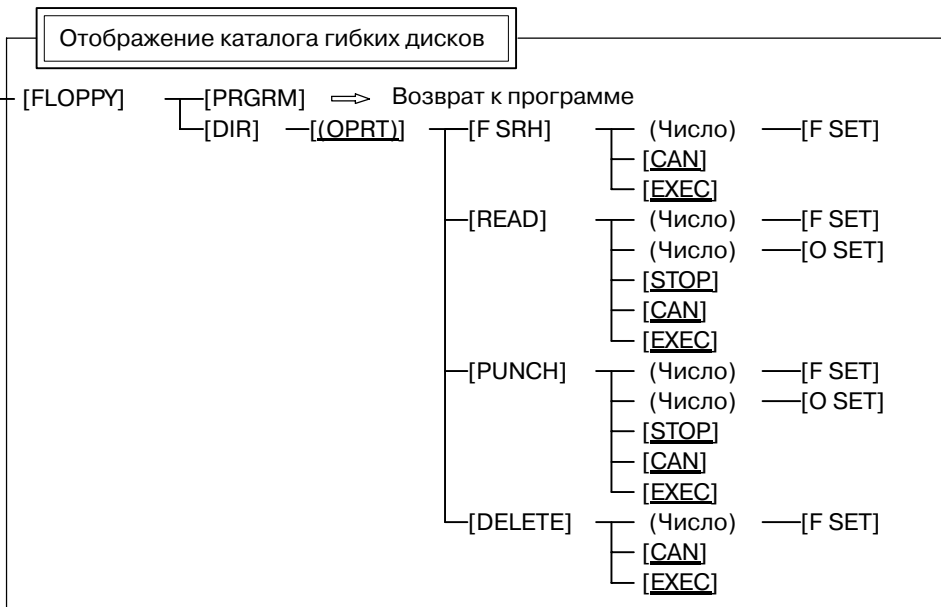 Отображение каталога гибких дисков
[FLOPPY] [PRGRM] Возврат к программе
[DIR] [(OPRT)] [F SRH] (Число) [F SET]
[CAN]
[EXEC]
[READ] (Число) [F SET]
(Число) [O SET]
[STOP]
[CAN]
[EXEC]
[PUNCH] (Число) [F SET]
(Число) [O SET]
[STOP]
[CAN]
[EXEC]
[DELETE] (Число) [F SET]
[CAN]
[EXEC]